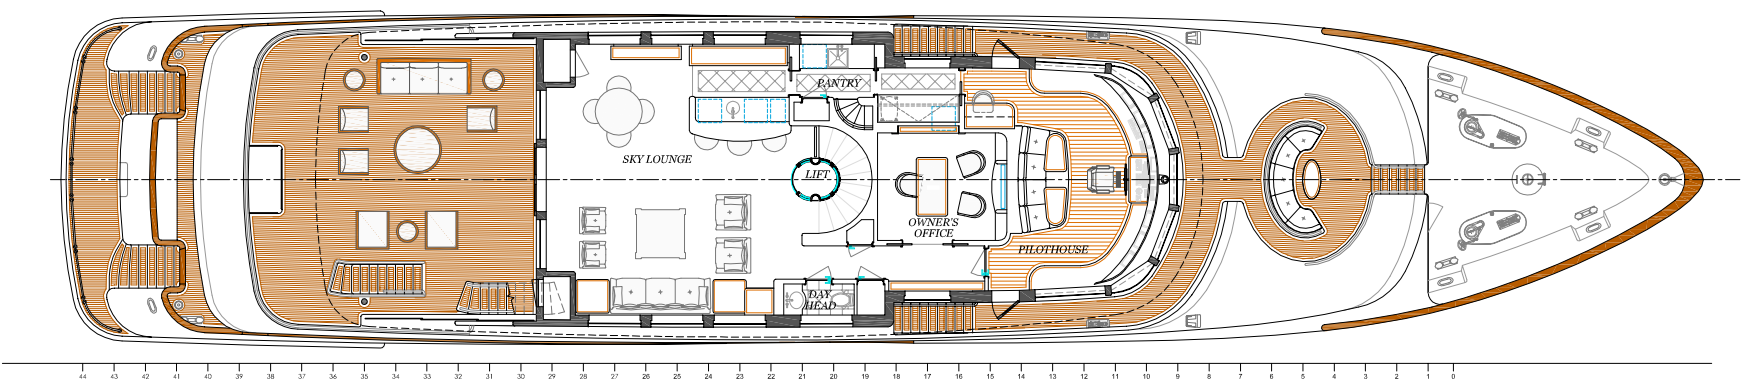 PANTRY
SKY LOUNGE
LIFT
OWNER'S
OFFICE
PILOTHOUSE
DAY
HEAD
44 43 42 41 40 39 38 37 36 35 34 33 32 31 30 29 28 27 26 25 24 23 22 21 20 19 18 17 16 15 14 13 12 11 10 9 8 7 6 5 4 3 2 1 0